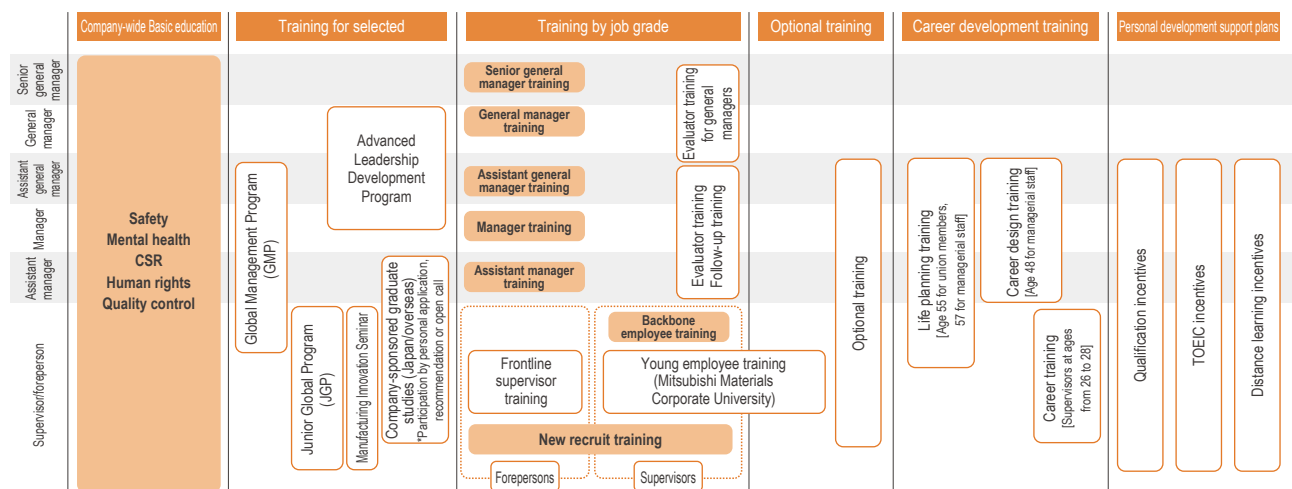 Company-wide Basic education
Training for selected
Training by job grade
Optional training
Career development training
Personal development support plans
Senior
general
manager
General
manager
Assistant
general
manager
Manager
Assistant
manager
Supervisor/foreperson
Safety
Mental health
CSR
Human rights
Quality control
Global Management Program
(GMP)
Junior Global Program
(JGP)
Manufacturing Innovation Seminar
Advanced
Leadership
Development
Program
Company-sponsored graduate
studies (Japan/overseas)
*Participation by personal application,
recommendation or open call
Senior general
manager training
General manager
training
Assistant general
manager training
Manager training
Assistant manager
training
Evaluator training
for general
managers
Evaluator training
Follow-up training
Backbone
employee training
Frontline
supervisor
training
Young employee training
(Mitsubishi Materials
Corporate University)
New recruit training
Forepersons
Supervisors
Optional training
Life planning training
[Age 55 for union members,
57 for managerial staff]
Career design training
[Age 48 for managerial staff]
Career training
[Supervisors at ages
from 26 to 28]
Qualification incentives
TOEIC incentives
Distance learning incentives